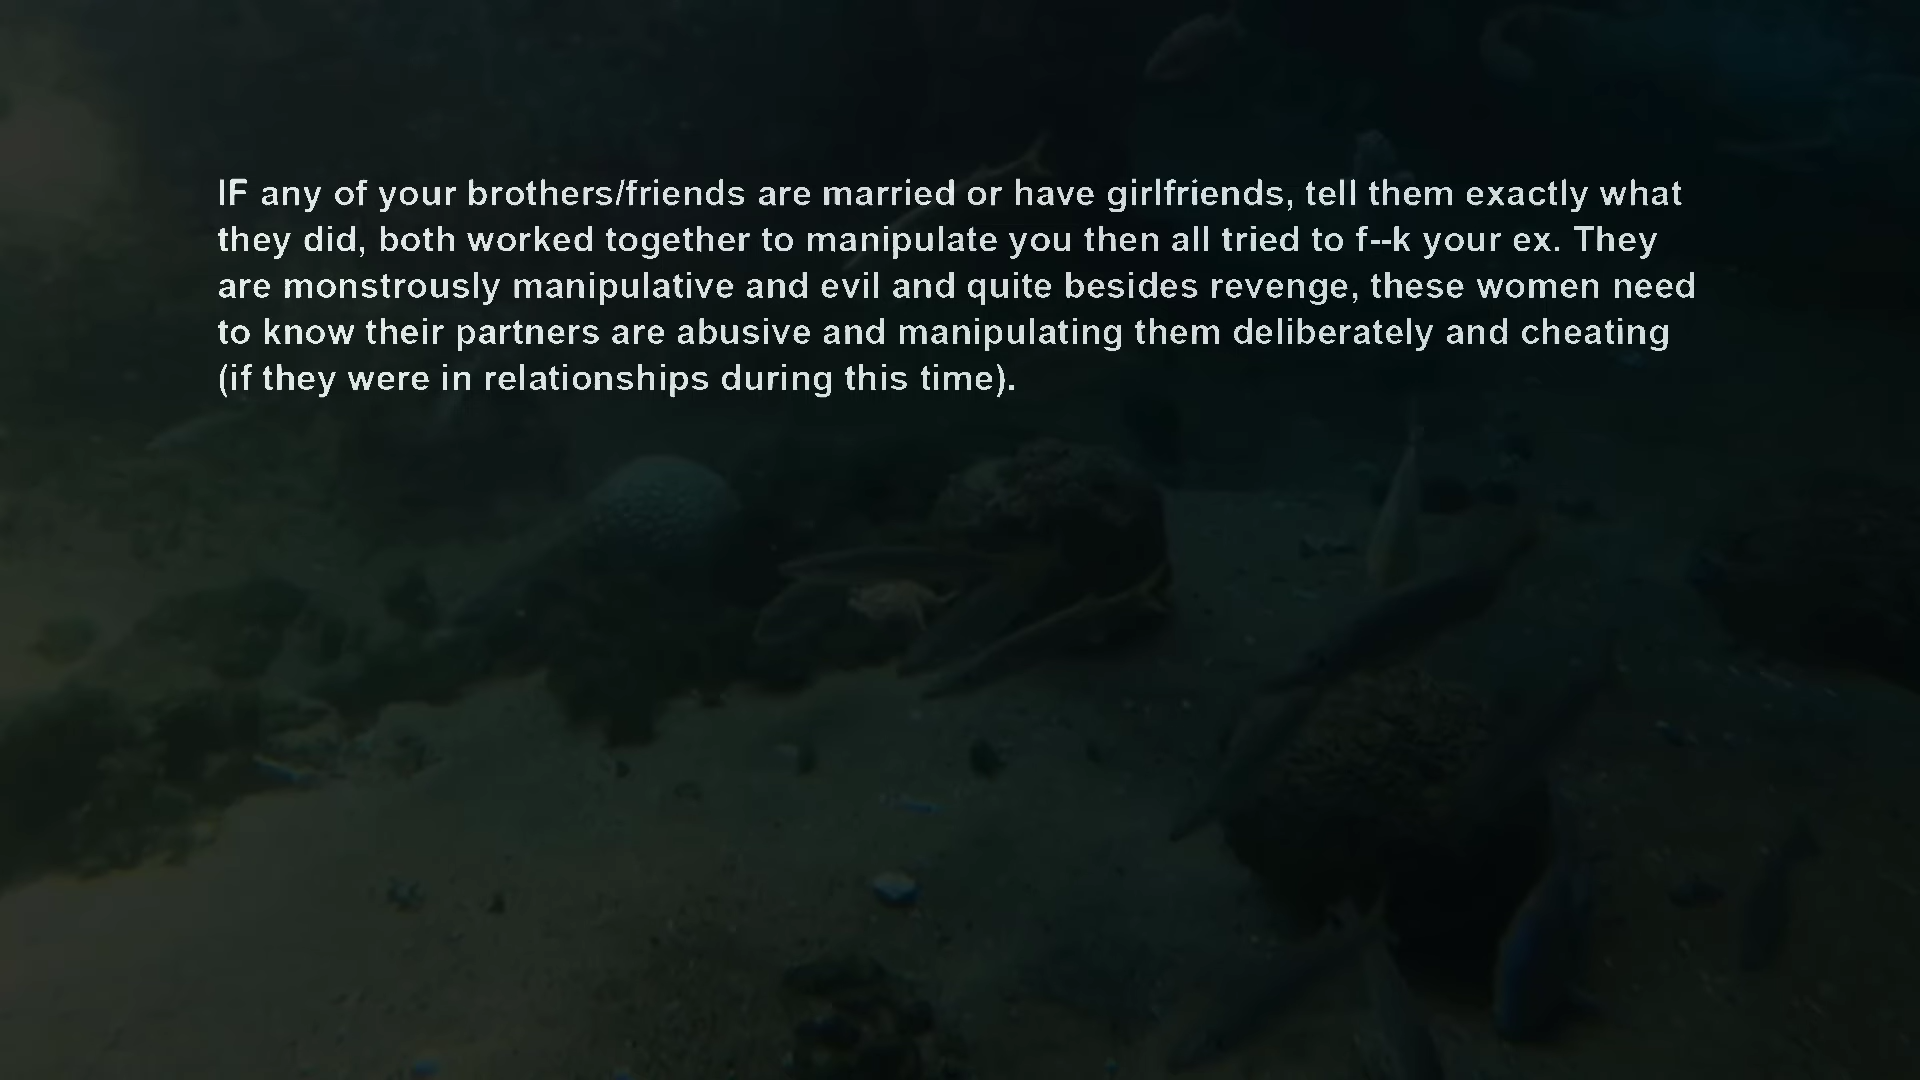 IF any of your brothers/friends are married or have girlfriends, tell them exactly what
they did, both worked together to manipulate you then all tried to f--k your ex. They
are monstrously manipulative and evil and quite besides revenge, these women need
to know their partners are abusive and manipulating them deliberately and cheating
(if they were in relationships during this time).